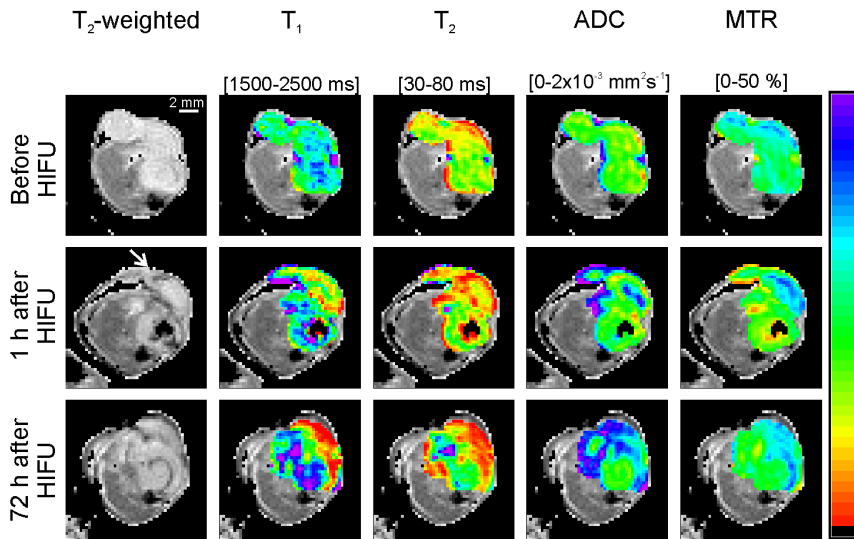 T₂-weighted T₁ T₂ ADC MTR
[1500-2500 ms] [30-80 ms] [0-2x10⁻³ mm²s⁻¹] [0-50 %]
2 mm
Before
HIFU
1 h after
HIFU
72 h after
HIFU